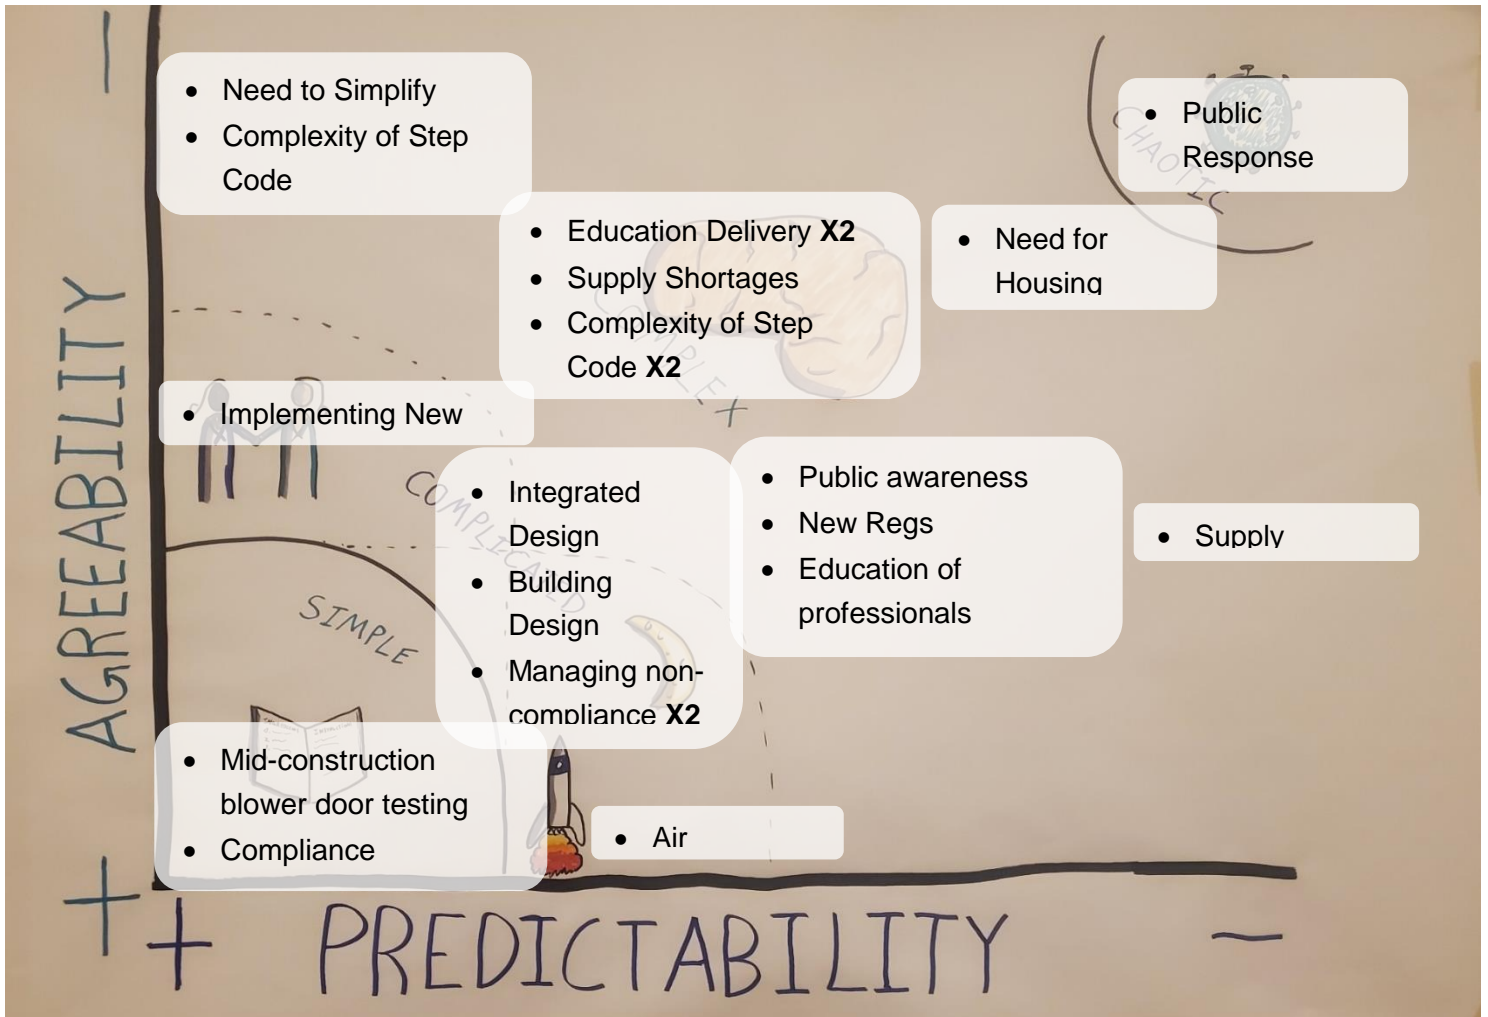 • Need to Simplify
• Complexity of Step
Code
• Public
Response
CHAOTIC
• Education Delivery X2
• Supply Shortages
• Complexity of Step
Code X2
COMPLEX
• Need for
Housing
• Implementing New
COMPLICATED
• Integrated
Design
• Building
Design
• Managing non-
compliance X2
• Public awareness
• New Regs
• Education of
professionals
• Supply
SIMPLE
• Mid-construction
blower door testing
• Compliance
• Air
AGREEABILITY
PREDICTABILITY